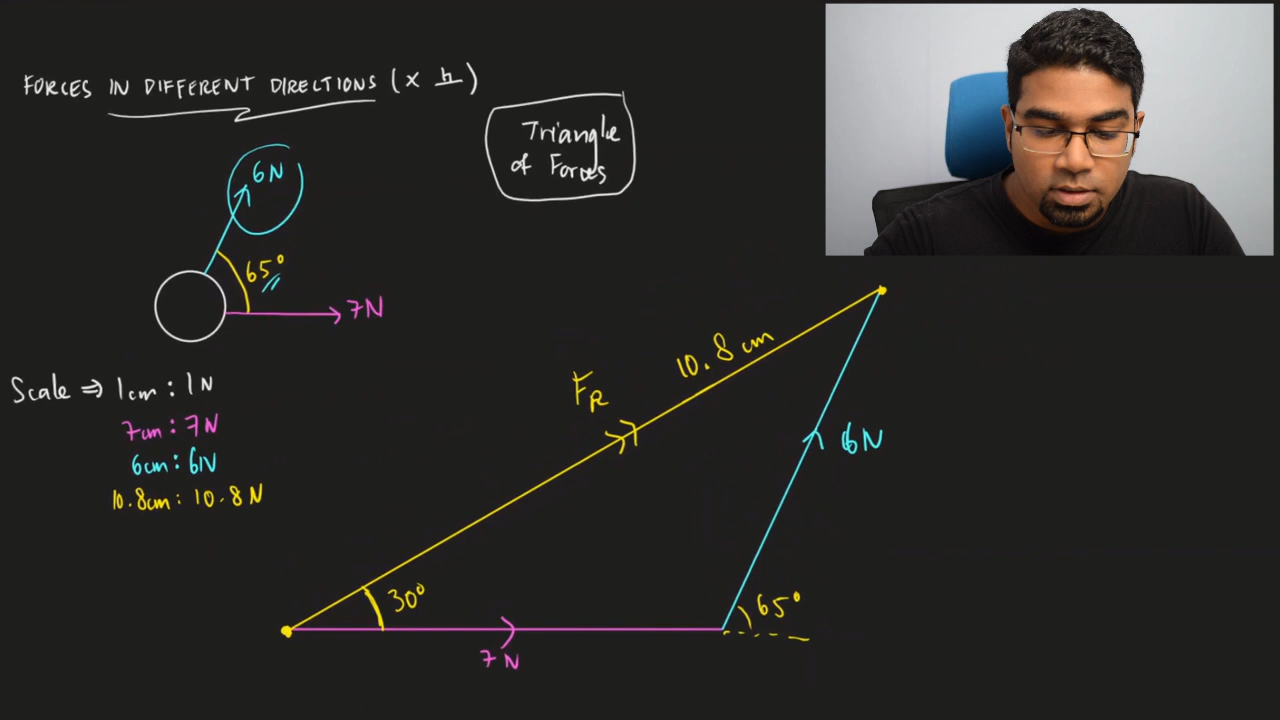 FORCES IN DIFFERENT DIRECTIONS (X
Triangle
of Forces
6N
65°
7N
Scale ⇒ 1cm : 1N
7cm : 7N
6cm : 6N
10.8cm : 10.8N
10.8 cm
FR
6N
30°
65°
7N